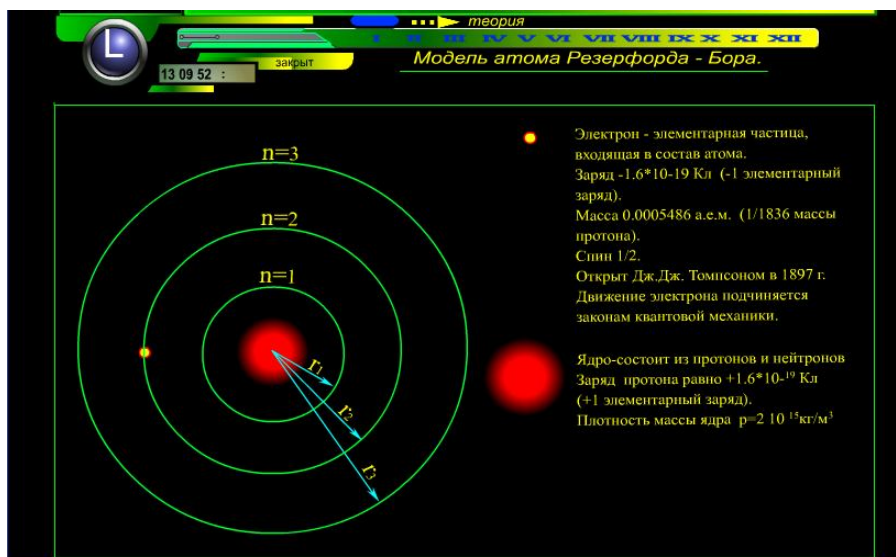 теория
L
I II III IV V VI VII VIII IX X XI XII
закрыт
13 09 52 :
Модель атома Резерфорда - Бора.
n=3
n=2
n=1
r1
r2
r3
Электрон - элементарная частица,
входящая в состав атома.
Заряд -1.6*10-19 Кл (-1 элементарный
заряд).
Масса 0.0005486 а.е.м. (1/1836 массы
протона).
Спин 1/2.
Открыт Дж.Дж. Томпсоном в 1897 г.
Движение электрона подчиняется
законам квантовой механики.
Ядро-состоит из протонов и нейтронов
Заряд протона равно +1.6*10-¹⁹ Кл
(+1 элементарный заряд).
Плотность массы ядра р=2 10 ¹⁵кг/м³